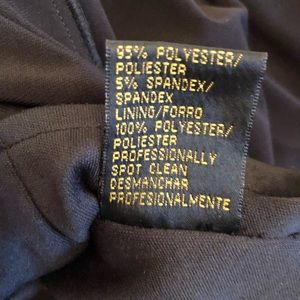 95% POLYESTER/
POLIESTER
5% SPANDEX/
SPANDEX
LINING/FORRO
100% POLYESTER/
POLIESTER
PROFESSIONALLY
SPOT CLEAN
DESMANCHAR
PROFESIONALMENTE